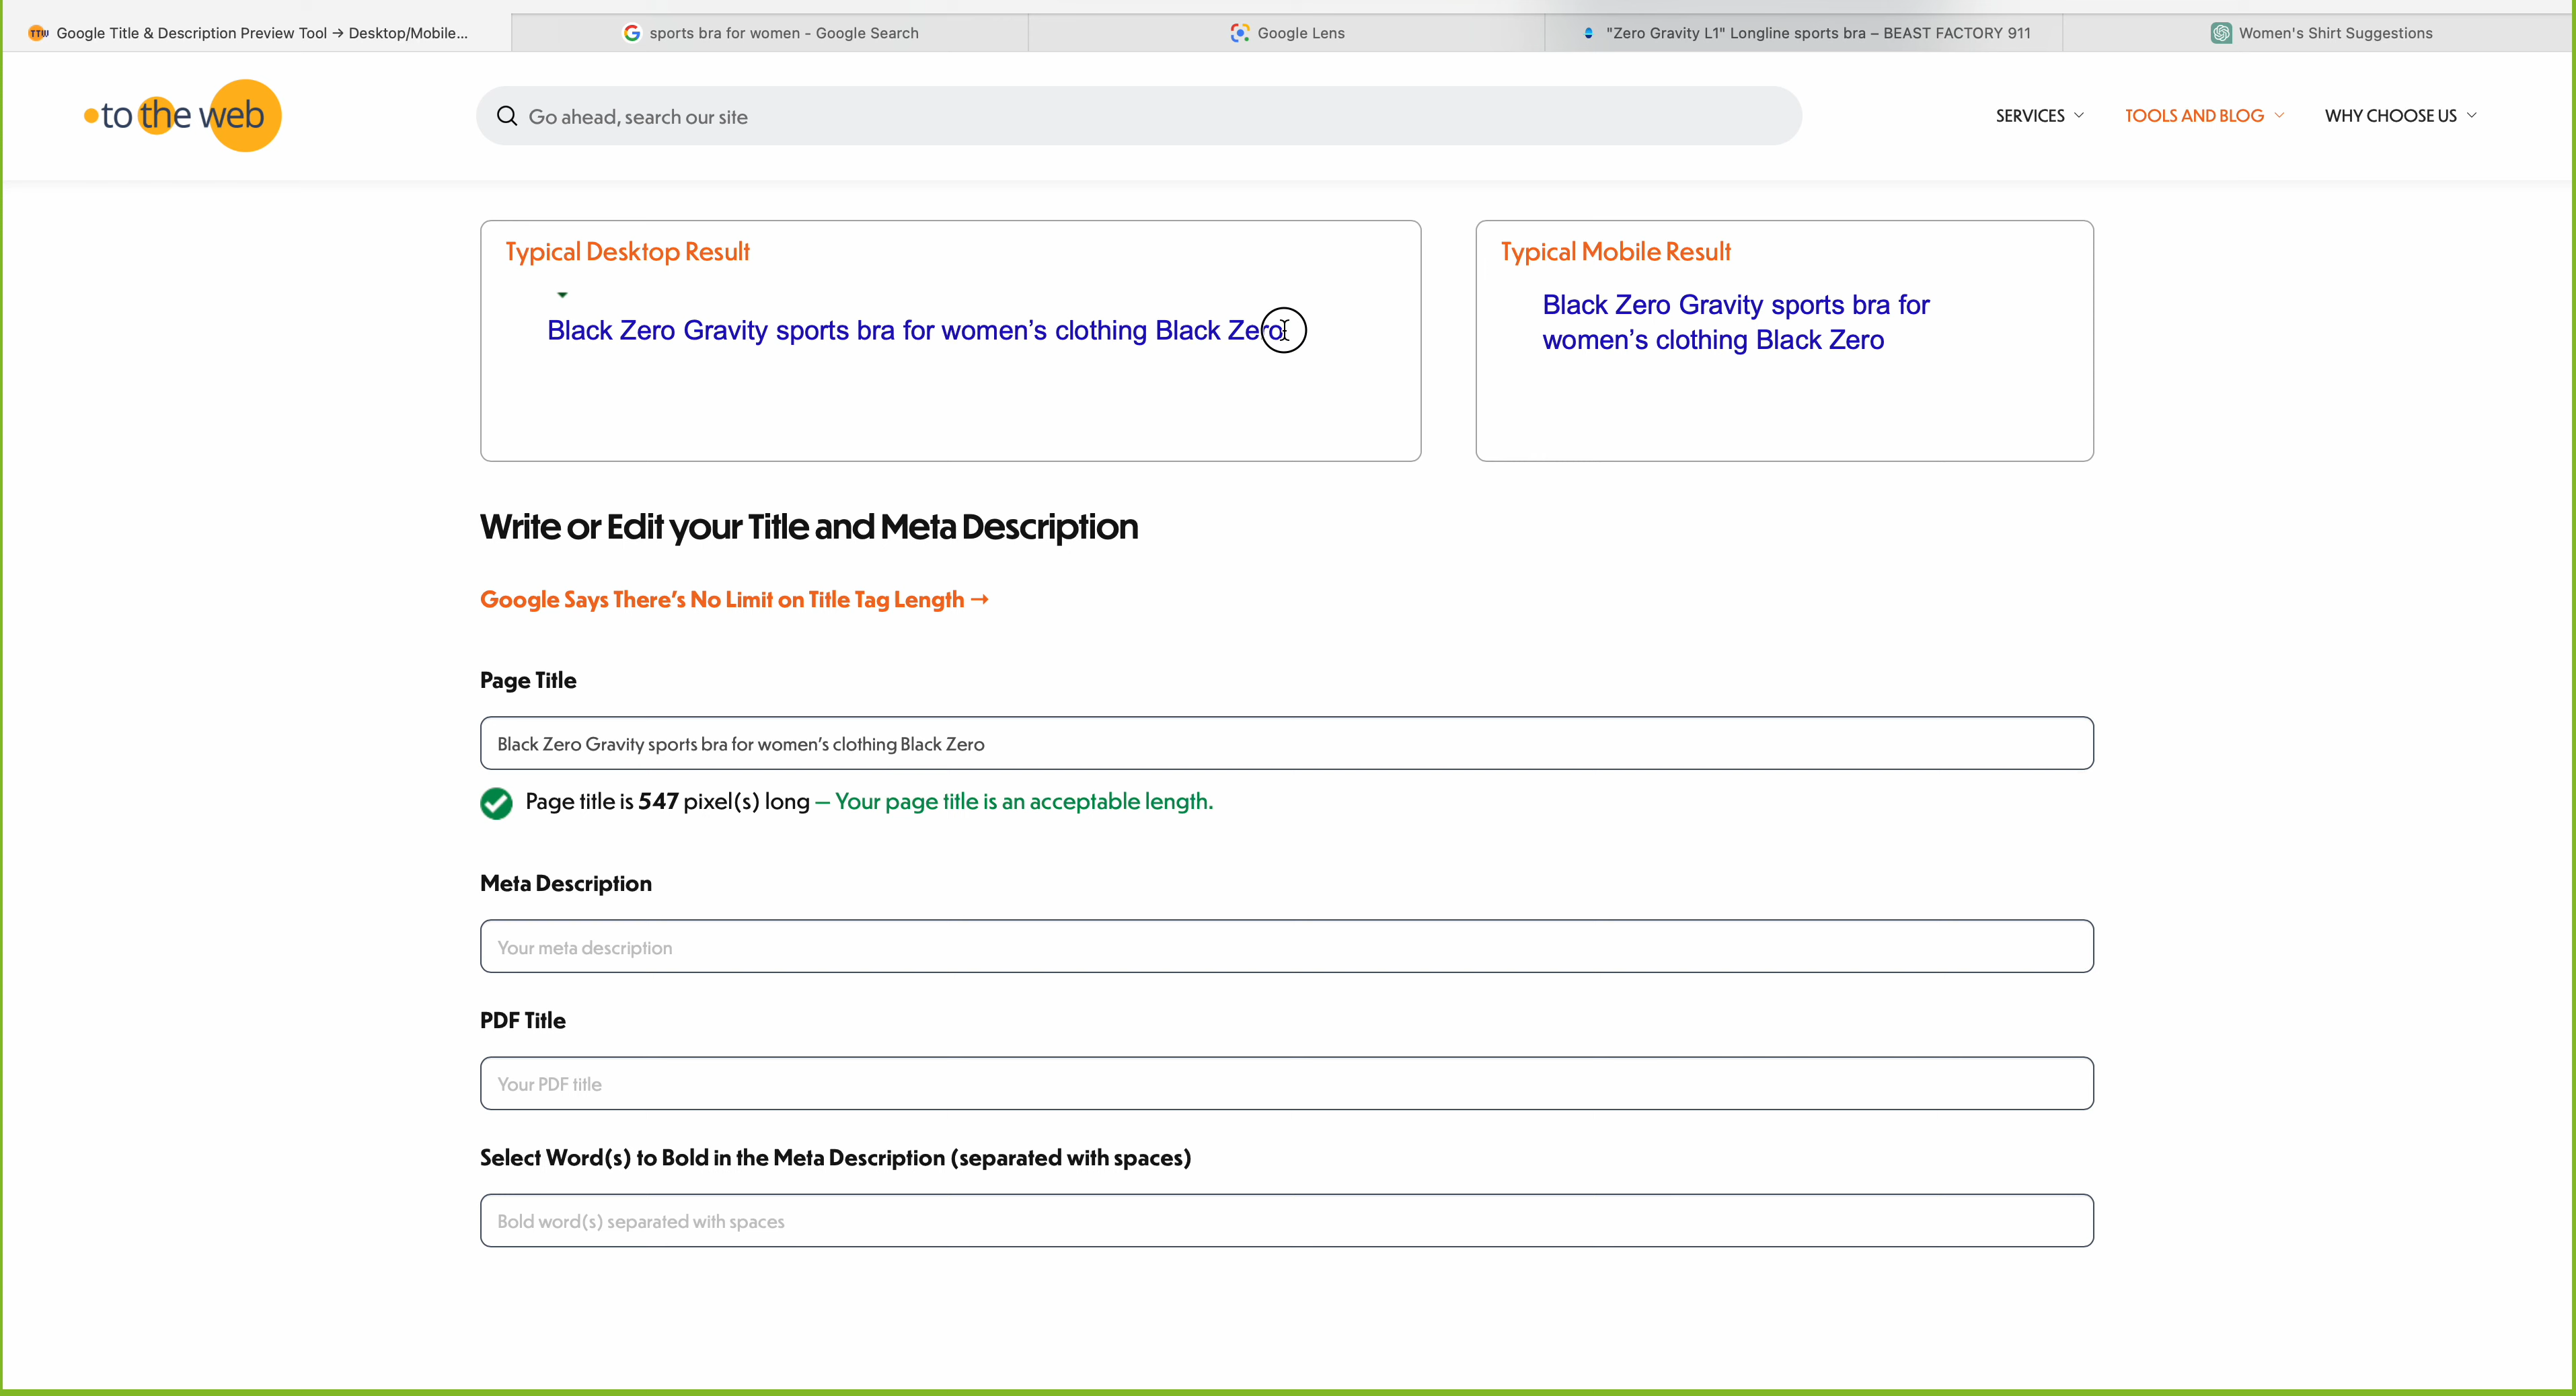 Google Title & Description Preview Tool → Desktop/Mobile...
sports bra for women - Google Search
Google Lens
"Zero Gravity L1" Longline sports bra – BEAST FACTORY 911
Women's Shirt Suggestions
to the web
Go ahead, search our site
SERVICES
TOOLS AND BLOG
WHY CHOOSE US
Typical Desktop Result
Black Zero Gravity sports bra for women's clothing Black Zero
Typical Mobile Result
Black Zero Gravity sports bra for
women's clothing Black Zero
Write or Edit your Title and Meta Description
Google Says There's No Limit on Title Tag Length →
Page Title
Black Zero Gravity sports bra for women's clothing Black Zero
Page title is 547 pixel(s) long – Your page title is an acceptable length.
Meta Description
Your meta description
PDF Title
Your PDF title
Select Word(s) to Bold in the Meta Description (separated with spaces)
Bold word(s) separated with spaces